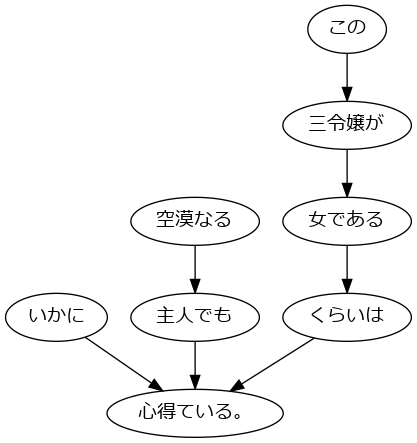 この
三令嬢が
空漠なる
女である
いかに
主人でも
くらいは
心得ている。